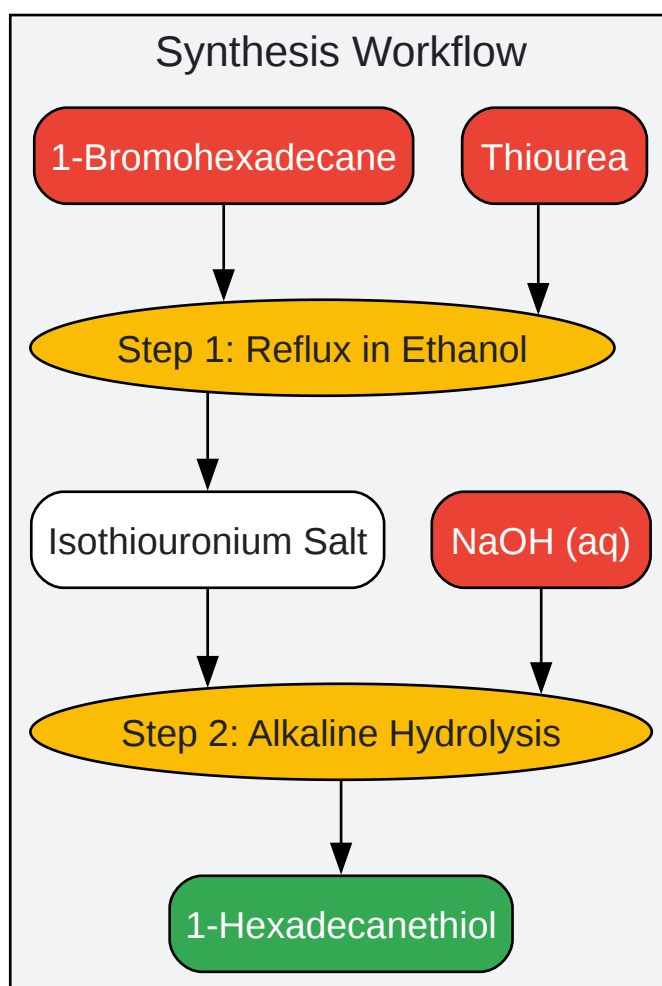 Synthesis Workflow
1-Bromohexadecane
Thiourea
Step 1: Reflux in Ethanol
Isothiouronium Salt
NaOH (aq)
Step 2: Alkaline Hydrolysis
1-Hexadecanethiol